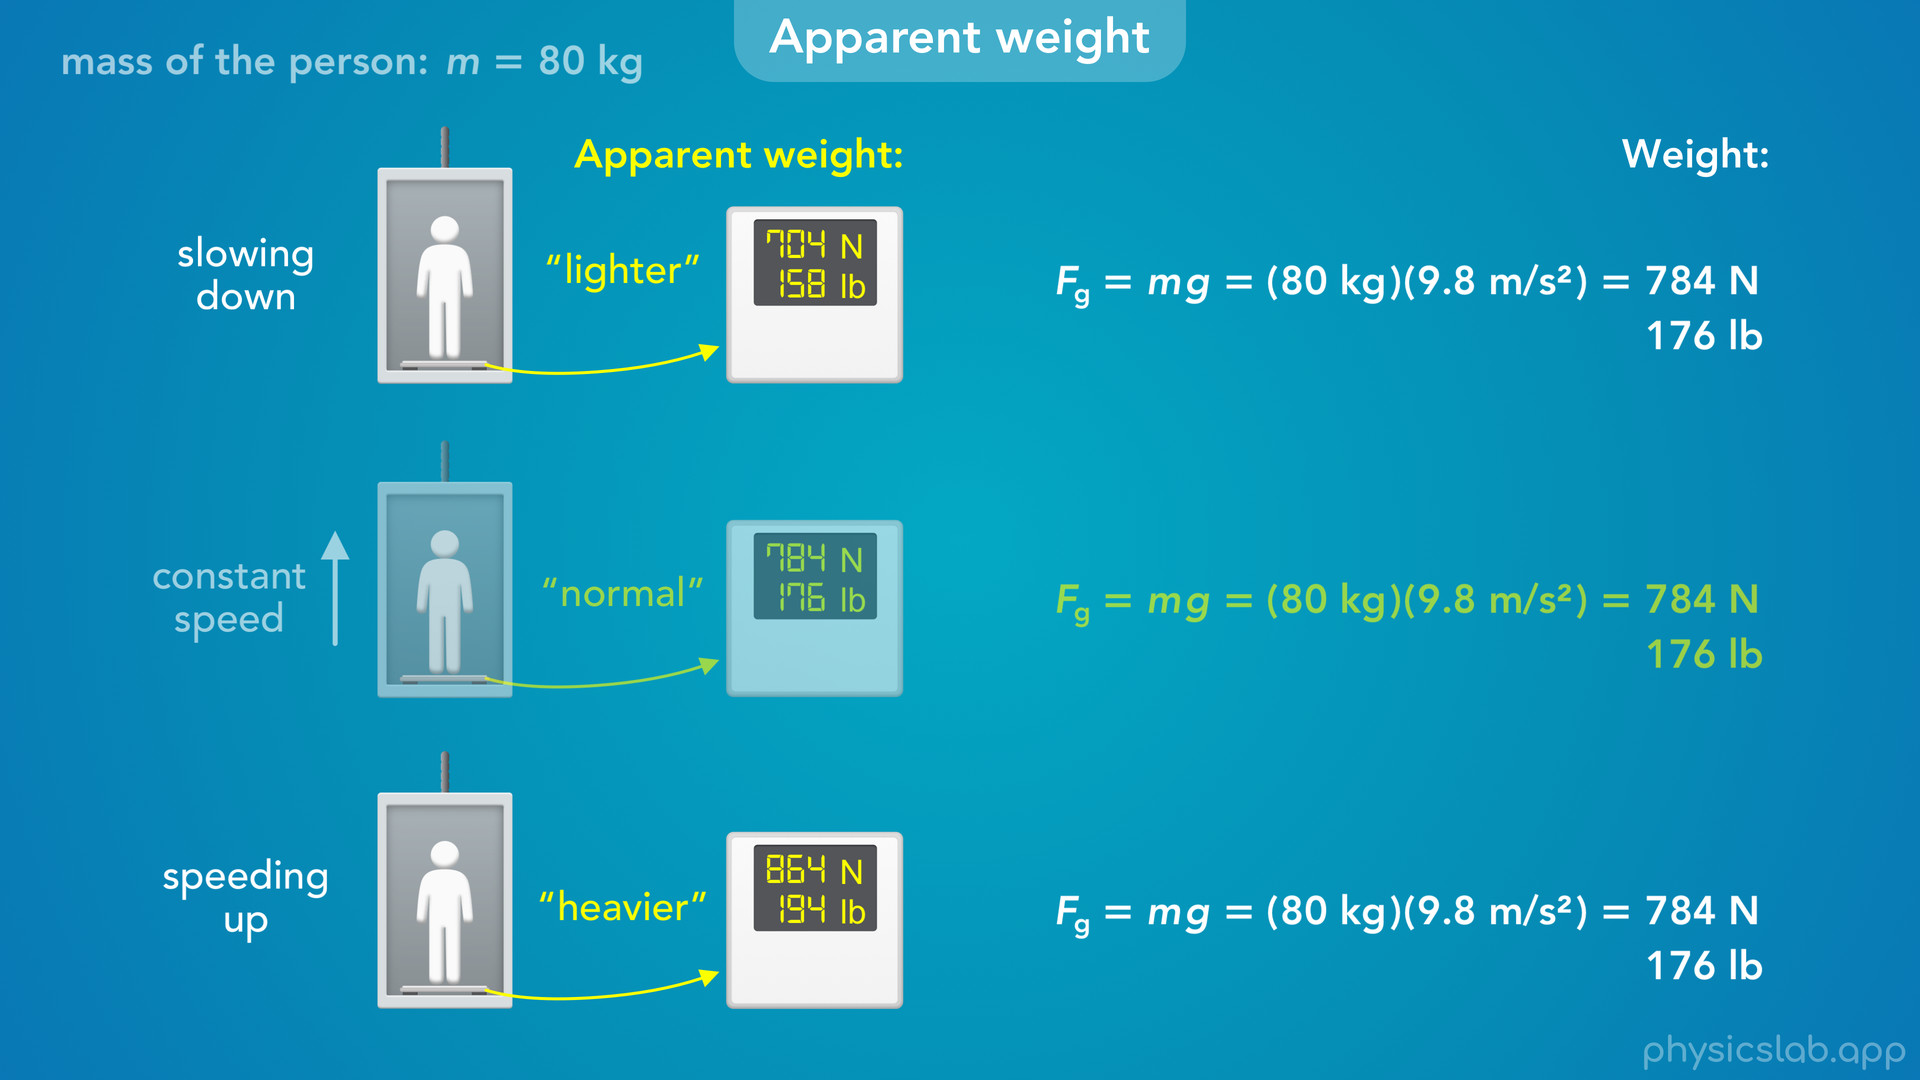 Apparent weight
mass of the person: m = 80 kg
Apparent weight:
Weight:
slowing
down
“lighter”
704 N
158 lb
Fg = mg = (80 kg)(9.8 m/s²) = 784 N
176 lb
constant
speed
“normal”
784 N
176 lb
Fg = mg = (80 kg)(9.8 m/s²) = 784 N
176 lb
speeding
up
“heavier”
864 N
194 lb
Fg = mg = (80 kg)(9.8 m/s²) = 784 N
176 lb
physicslab.app